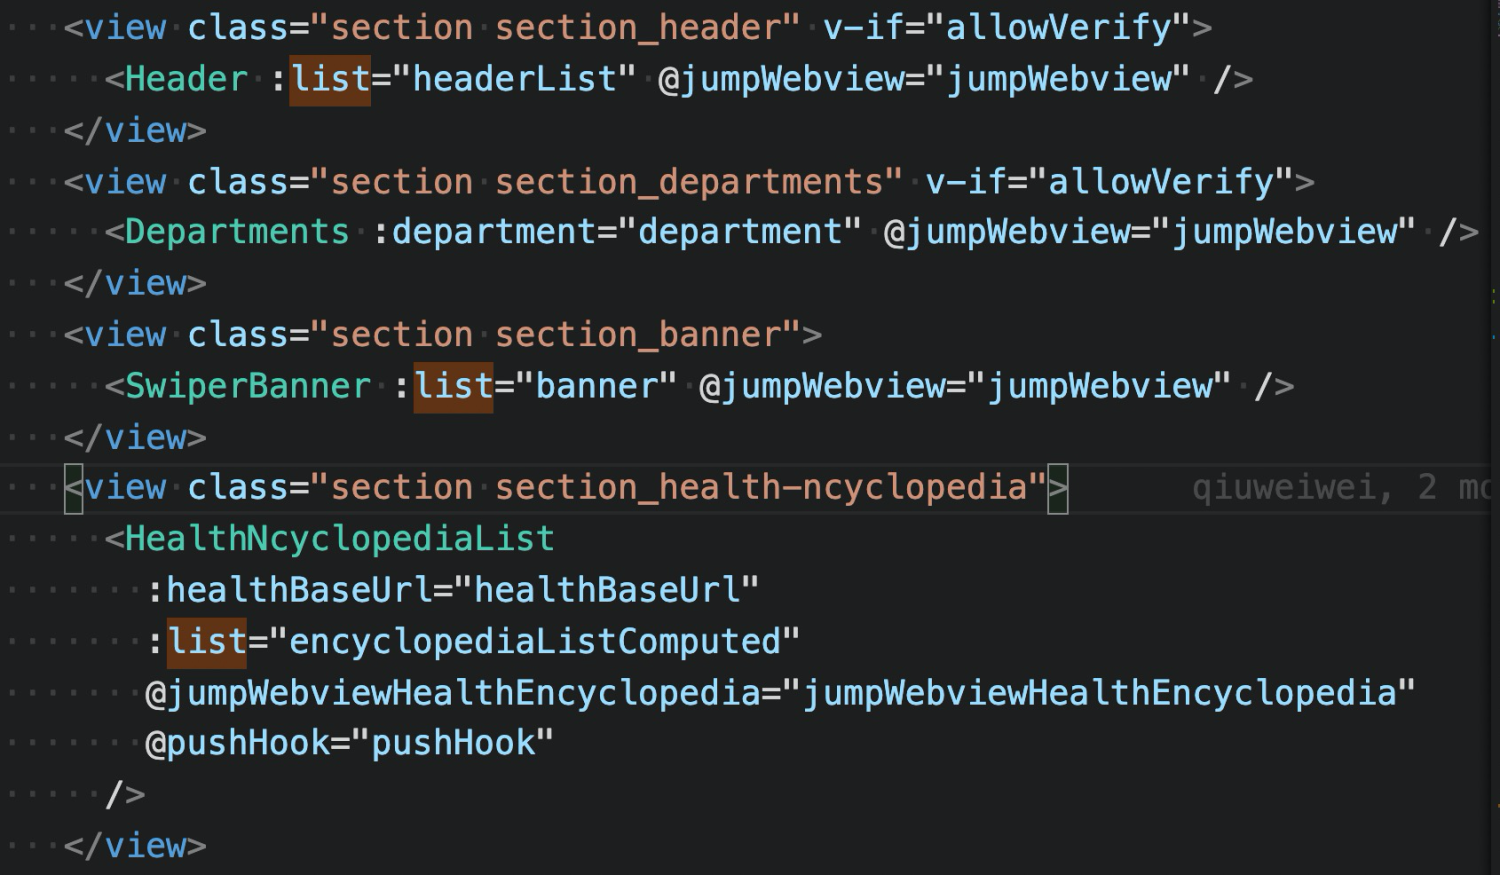 <view class="section section_header" v-if="allowVerify">
<Header :list="headerList" @jumpWebview="jumpWebview" />
</view>
<view class="section section_departments" v-if="allowVerify">
<Departments :department="department" @jumpWebview="jumpWebview" />
</view>
<view class="section section_banner">
<SwiperBanner :list="banner" @jumpWebview="jumpWebview" />
</view>
<view class="section section_health-ncyclopedia"> qiuweiwei, 2
<HealthNcyclopediaList
:healthBaseUrl="healthBaseUrl"
:list="encyclopediaListComputed"
@jumpWebviewHealthEncyclopedia="jumpWebviewHealthEncyclopedia"
@pushHook="pushHook"
/>
</view>